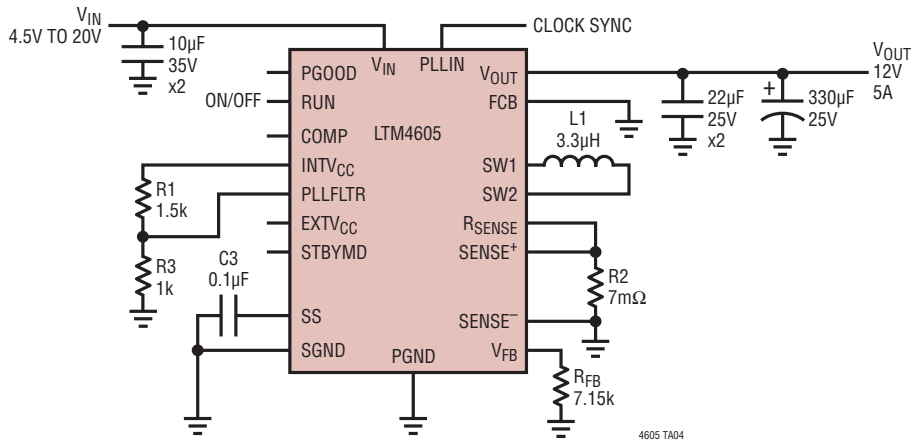 VIN
4.5V TO 20V
10µF
35V
x2
CLOCK SYNC
VIN
PLLIN
PGOOD
RUN
ON/OFF
COMP
LTM4605
INTVCC
PLLFLTR
EXTVCC
STBYMD
SS
SGND
PGND
VOUT
FCB
SW1
SW2
RSENSE
SENSE+
SENSE–
VFB
R1
1.5k
R3
1k
C3
0.1µF
L1
3.3µH
R2
7mΩ
RFB
7.15k
22µF
25V
x2
+
330µF
25V
VOUT
12V
5A
4605 TA04